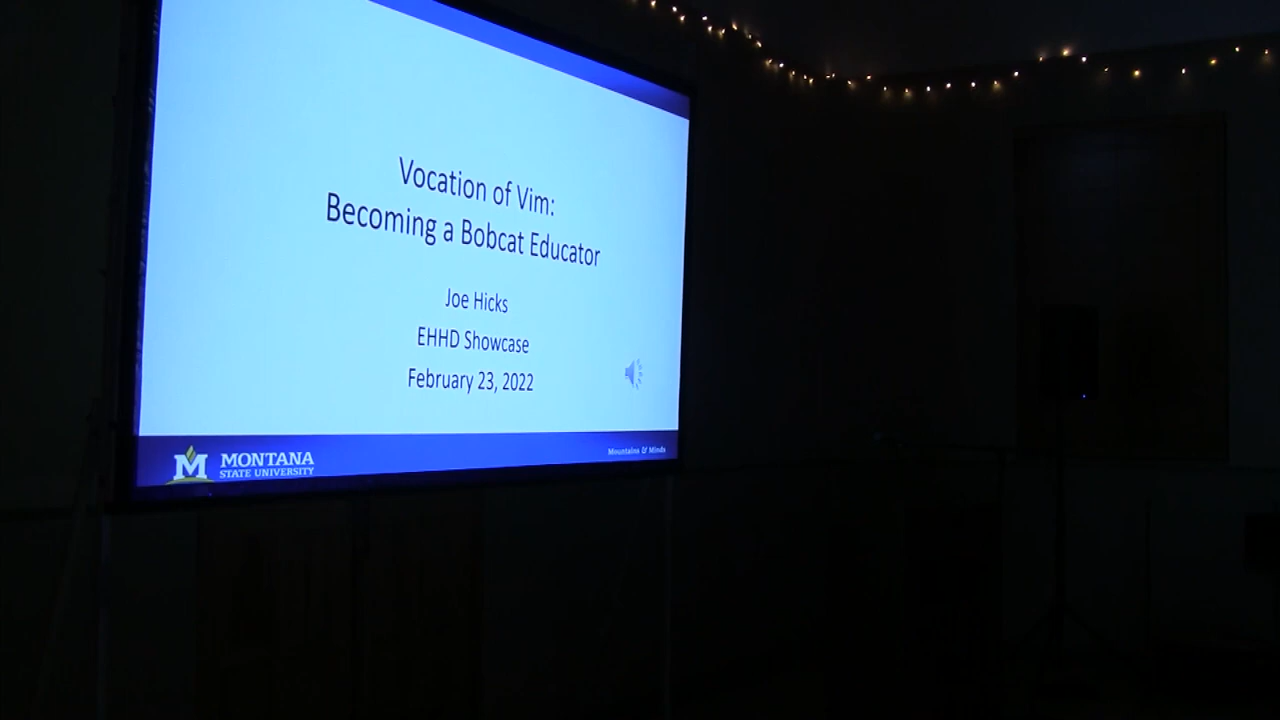 Vocation of Vim:
Becoming a Bobcat Educator
Joe Hicks
EHHD Showcase
February 23, 2022
M MONTANA
STATE UNIVERSITY
Mountains & Minds